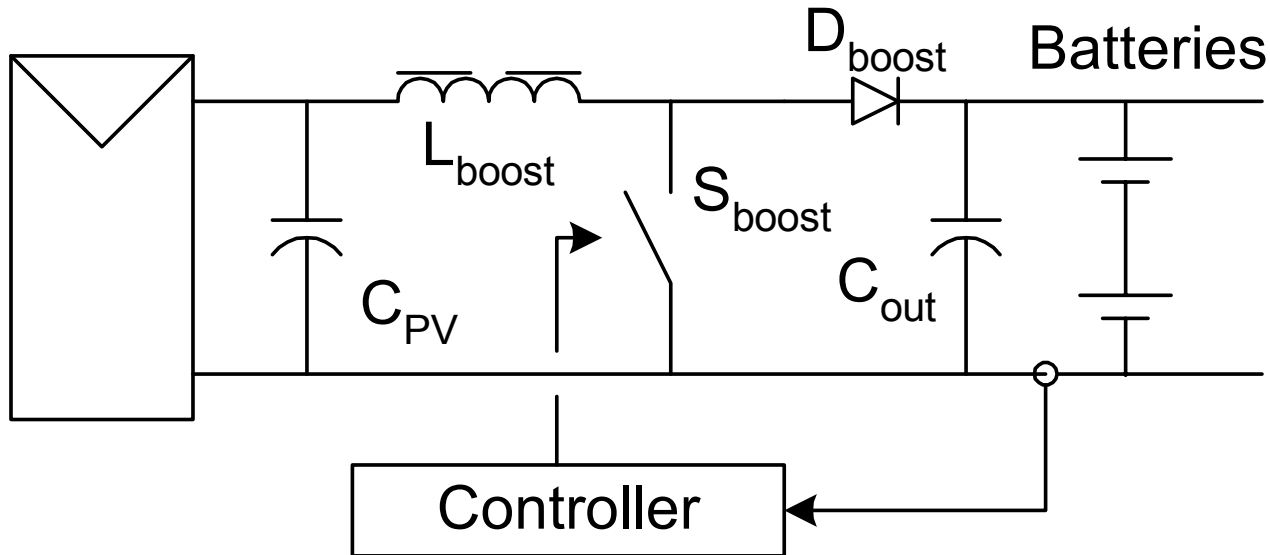 D_boost
Batteries
L_boost
S_boost
C_PV
C_out
Controller